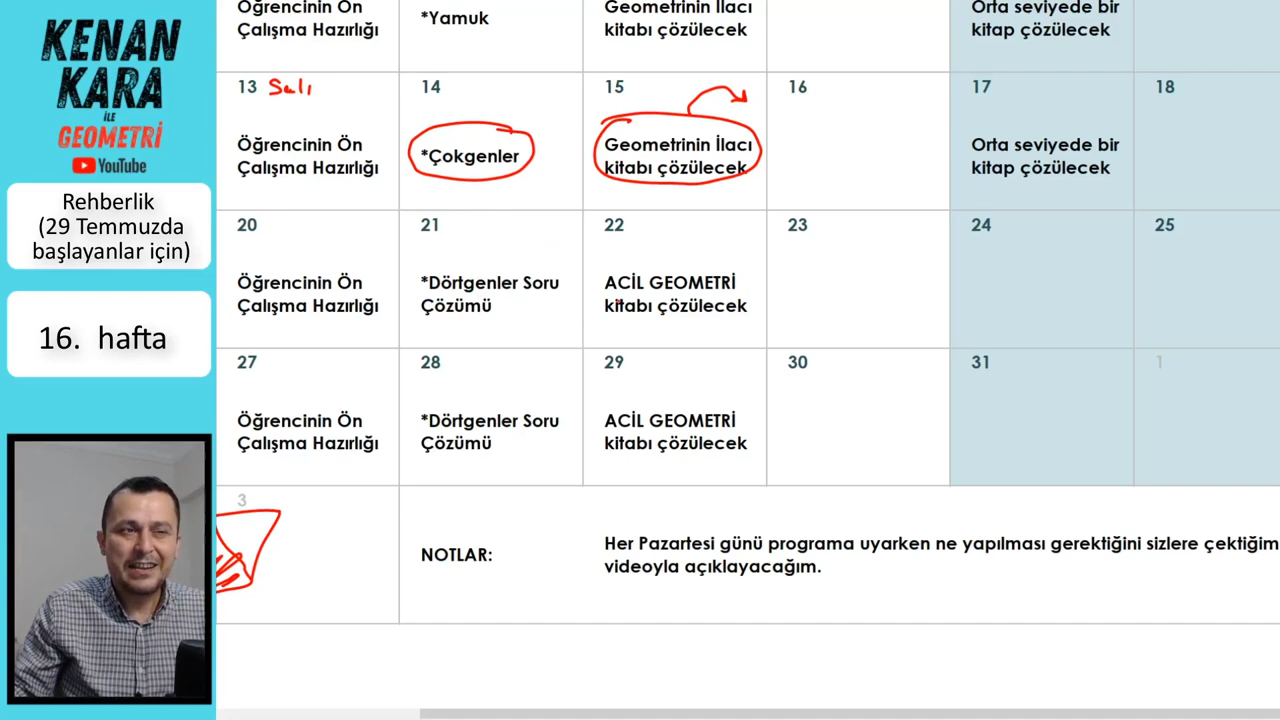 KENAN
KARA
İLE
GEOMETRİ
YouTube
Rehberlik
(29 Temmuzda
başlayanlar için)
16. hafta
Öğrencinin Ön
Çalışma Hazırlığı
*Yamuk
Geometrinin İlacı
kitabı çözülecek
Orta seviyede bir
kitap çözülecek
13 Salı
14
15
16
17
18
Öğrencinin Ön
Çalışma Hazırlığı
*Çokgenler
Geometrinin İlacı
kitabı çözülecek
Orta seviyede bir
kitap çözülecek
20
21
22
23
24
25
Öğrencinin Ön
Çalışma Hazırlığı
*Dörtgenler Soru
Çözümü
ACİL GEOMETRİ
kitabı çözülecek
27
28
29
30
31
1
Öğrencinin Ön
Çalışma Hazırlığı
*Dörtgenler Soru
Çözümü
ACİL GEOMETRİ
kitabı çözülecek
3
NOTLAR:
Her Pazartesi günü programa uyarken ne yapılması gerektiğini sizlere çektiğim
videoyla açıklayacağım.